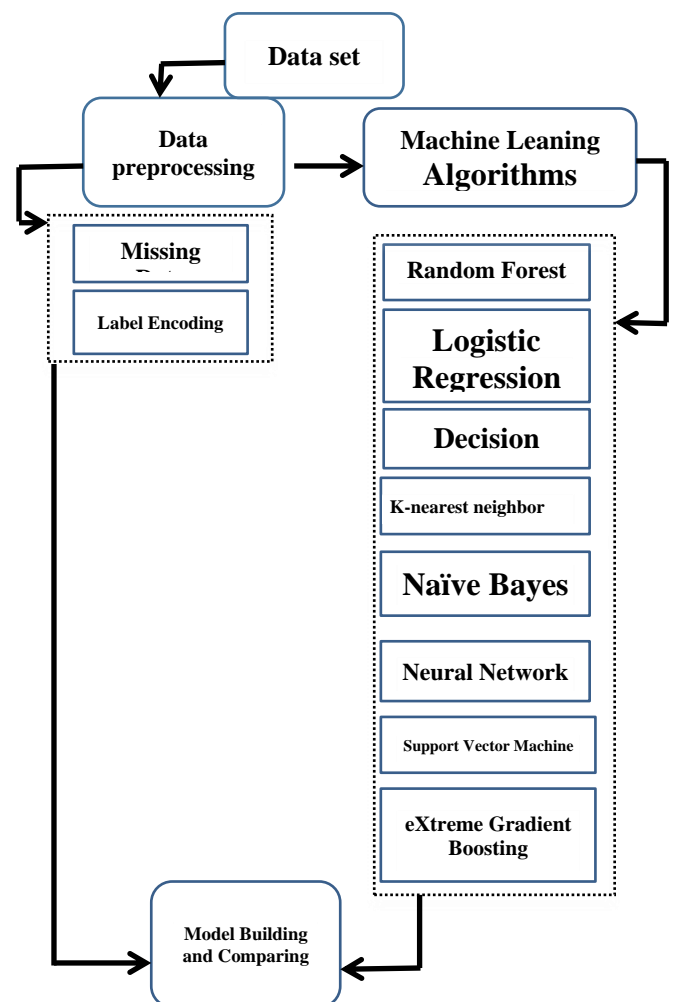 Data set
Data
preprocessing
Machine Leaning
Algorithms
Missing
Label Encoding
Random Forest
Logistic
Regression
Decision
K-nearest neighbor
Naïve Bayes
Neural Network
Support Vector Machine
eXtreme Gradient
Boosting
Model Building
and Comparing